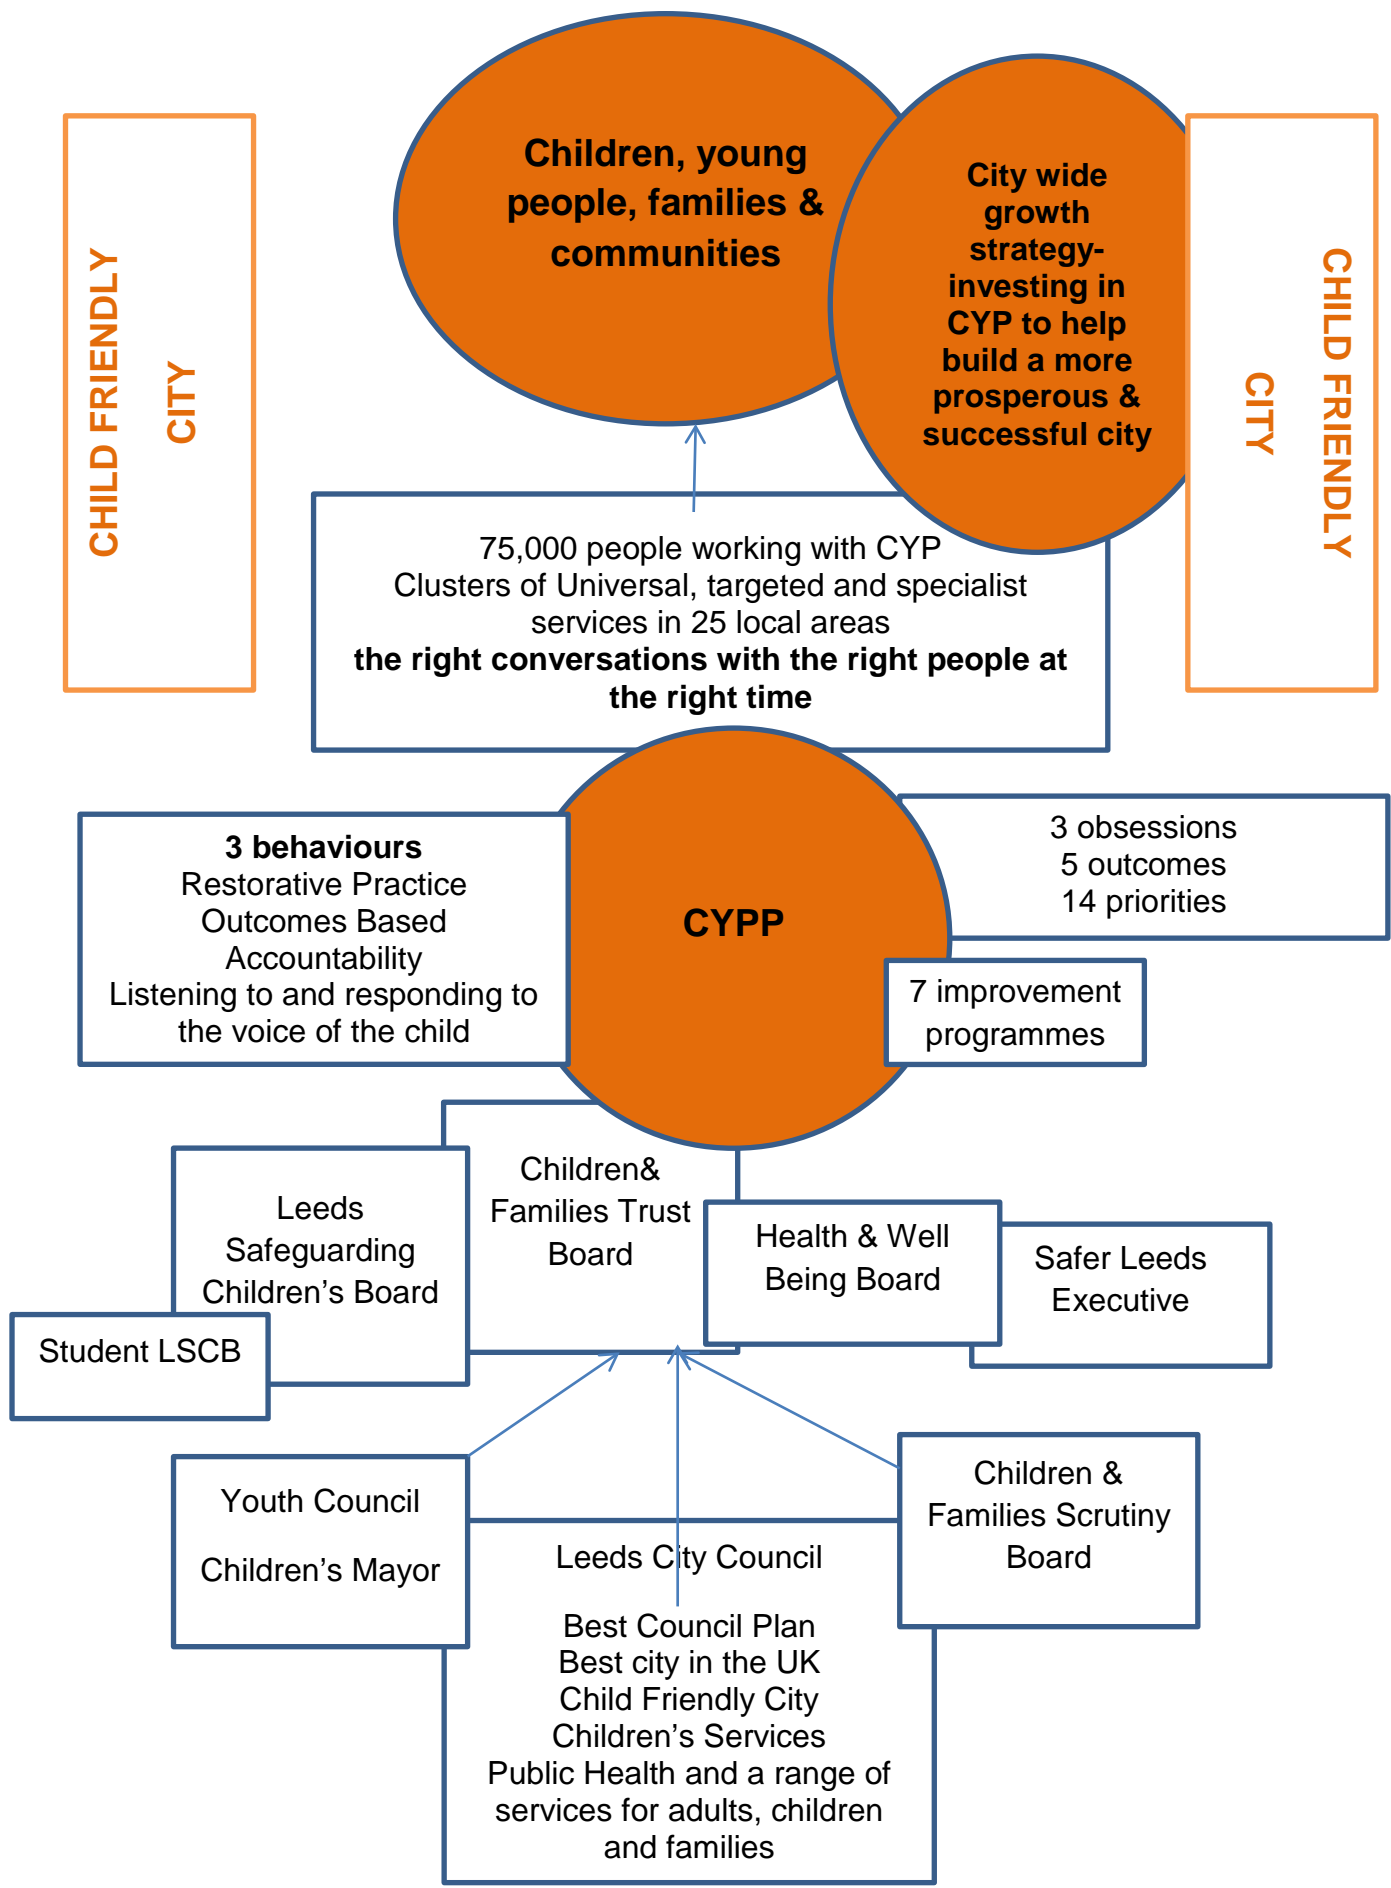 Children, young
people, families &
communities
City wide
growth
strategy-
investing in
CYP to help
build a more
prosperous &
successful city
CHILD FRIENDLY
CITY
CHILD FRIENDLY
CITY
75,000 people working with CYP
Clusters of Universal, targeted and specialist
services in 25 local areas
the right conversations with the right people at
the right time
3 behaviours
Restorative Practice
Outcomes Based
Accountability
Listening to and responding to
the voice of the child
CYPP
3 obsessions
5 outcomes
14 priorities
7 improvement
programmes
Leeds
Safeguarding
Children’s Board
Children&
Families Trust
Board
Health & Well
Being Board
Safer Leeds
Executive
Student LSCB
Youth Council
Children’s Mayor
Leeds City Council
Best Council Plan
Best city in the UK
Child Friendly City
Children’s Services
Public Health and a range of
services for adults, children
and families
Children &
Families Scrutiny
Board